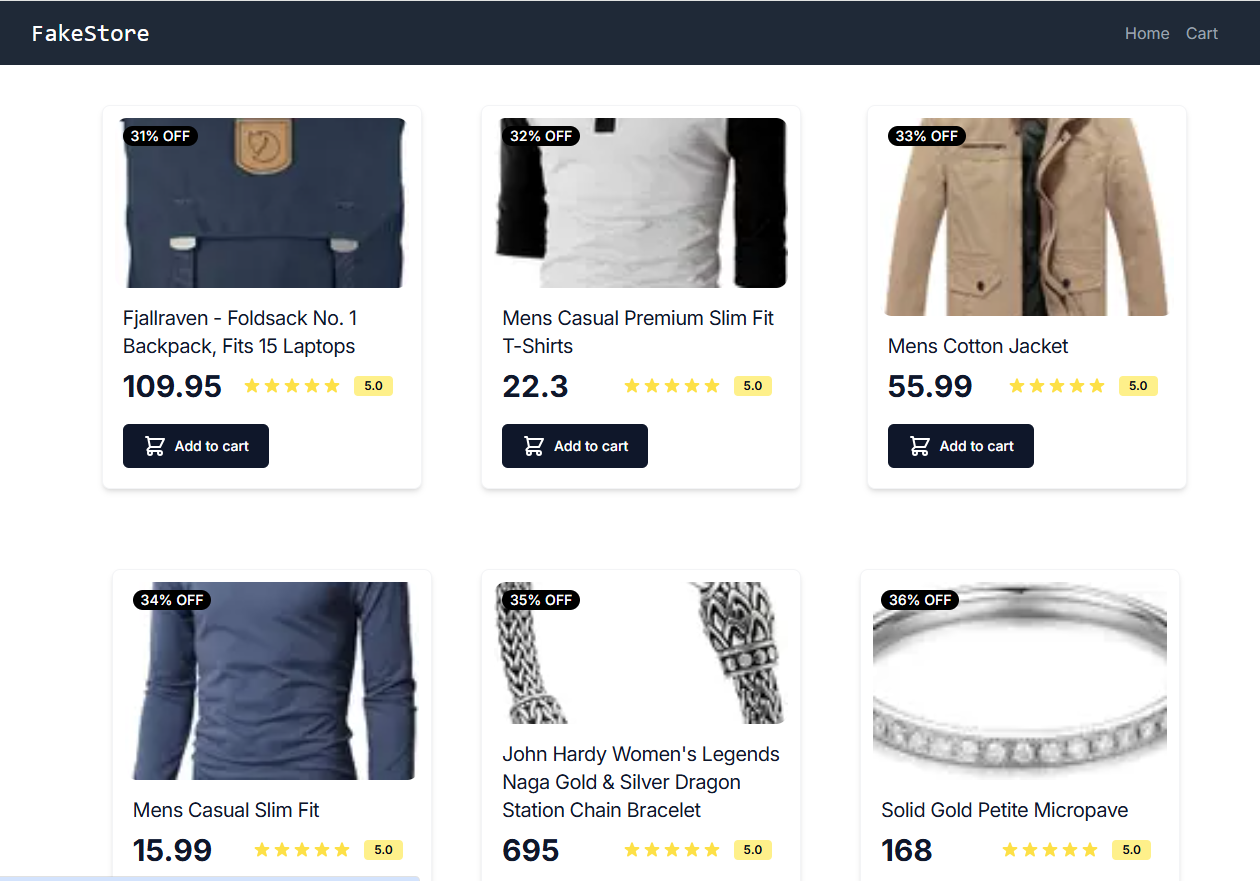 FakeStore
Home Cart
31% OFF
32% OFF
33% OFF
Fjallraven - Foldsack No. 1
Backpack, Fits 15 Laptops
Mens Casual Premium Slim Fit
T-Shirts
Mens Cotton Jacket
109.95 5.0
22.3 5.0
55.99 5.0
Add to cart
Add to cart
Add to cart
34% OFF
35% OFF
36% OFF
Mens Casual Slim Fit
John Hardy Women's Legends
Naga Gold & Silver Dragon
Station Chain Bracelet
Solid Gold Petite Micropave
15.99 5.0
695 5.0
168 5.0